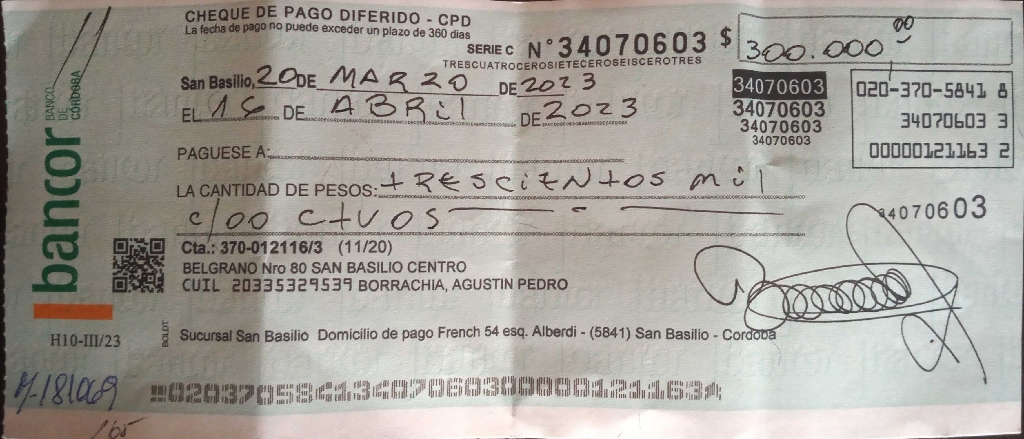 CHEQUE DE PAGO DIFERIDO - CPD
La fecha de pago no puede exceder un plazo de 360 días
SERIE C N° 34070603 $ 300.000 00
TRESCUATROCEROSIETECEROSEISCEROTRES
San Basilio, 20 DE MARZO DE 2023
EL 16 DE ABRIL DE 2023
34070603
34070603
34070603
34070603
020-370-5841 8
34070603 3
00000121163 2
PAGUESE A:
LA CANTIDAD DE PESOS: TRESCIENTOS MIL
c/00 CTVOS
34070603
bancor
BANCO DE CORDOBA
Cta.: 370-012116/3 (11/20)
BELGRANO Nro 80 SAN BASILIO CENTRO
CUIL 20335329539 BORRACHIA, AGUSTIN PEDRO
H10-III/23
BOLDT
Sucursal San Basilio Domicilio de pago French 54 esq. Alberdi - (5841) San Basilio - Cordoba
02037058413407060300000121163